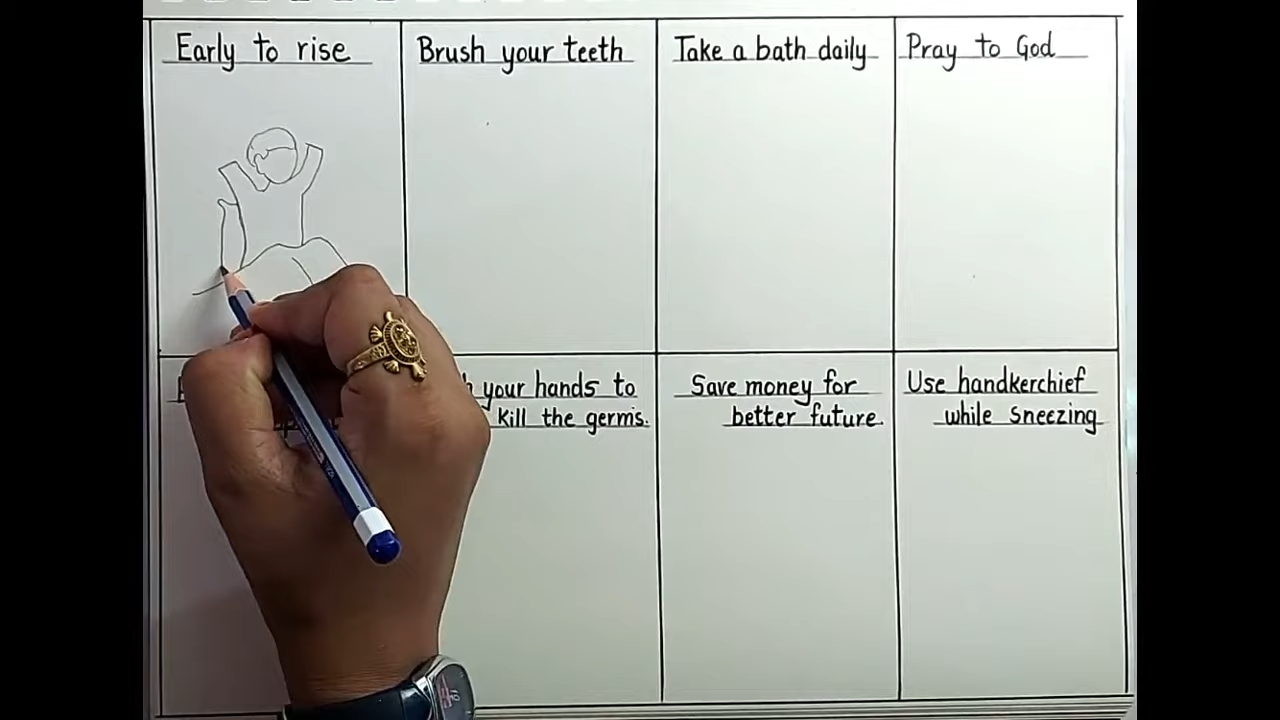 Early to rise
Brush your teeth
Take a bath daily
Pray to God
your hands to
kill the germs.
Save money for
better future.
Use handkerchief
while sneezing